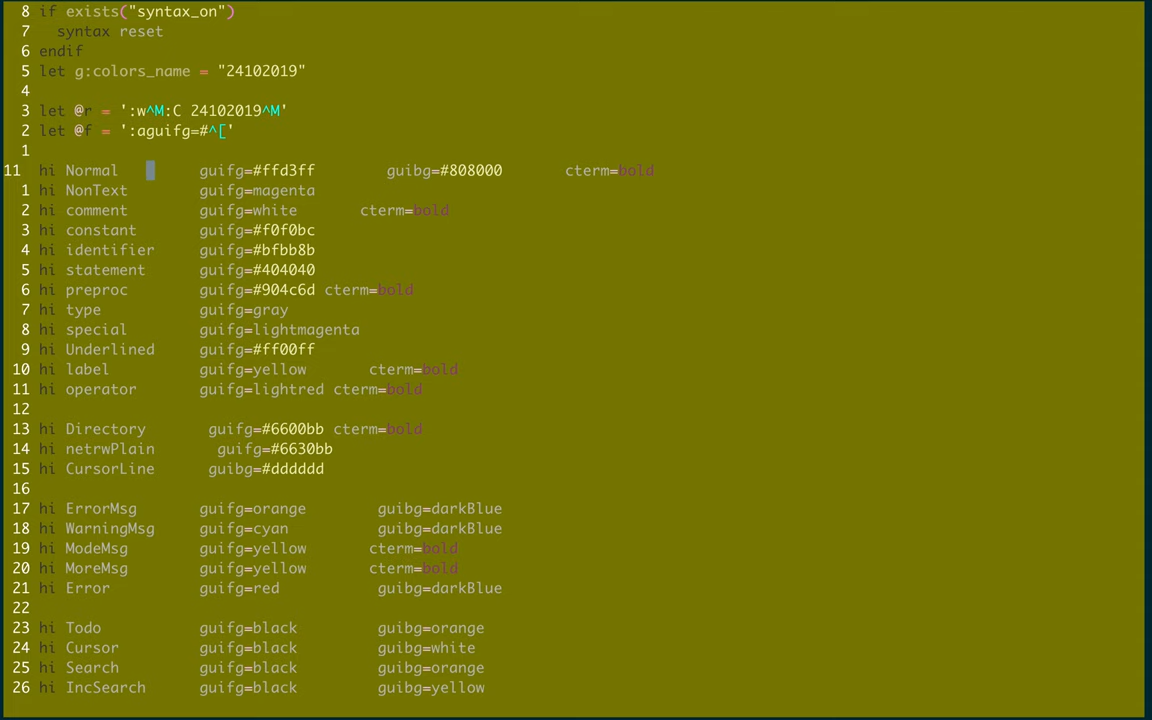 8 if exists("syntax_on")
7   syntax reset
6 endif
5 let g:colors_name = "24102019"
4
3 let @r = ':w^M:C 24102019^M'
2 let @f = ':aguifg=#^['
1
11 hi Normal guifg=#ffd3ff guibg=#808000 cterm=bold
1 hi NonText guifg=magenta
2 hi comment guifg=white cterm=bold
3 hi constant guifg=#f0f0bc
4 hi identifier guifg=#bfbb8b
5 hi statement guifg=#404040
6 hi preproc guifg=#904c6d cterm=bold
7 hi type guifg=gray
8 hi special guifg=lightmagenta
9 hi Underlined guifg=#ff00ff
10 hi label guifg=yellow cterm=bold
11 hi operator guifg=lightred cterm=bold
12
13 hi Directory guifg=#6600bb cterm=bold
14 hi netrwPlain guifg=#6630bb
15 hi CursorLine guibg=#dddddd
16
17 hi ErrorMsg guifg=orange guibg=darkBlue
18 hi WarningMsg guifg=cyan guibg=darkBlue
19 hi ModeMsg guifg=yellow cterm=bold
20 hi MoreMsg guifg=yellow cterm=bold
21 hi Error guifg=red guibg=darkBlue
22
23 hi Todo guifg=black guibg=orange
24 hi Cursor guifg=black guibg=white
25 hi Search guifg=black guibg=orange
26 hi IncSearch guifg=black guibg=yellow